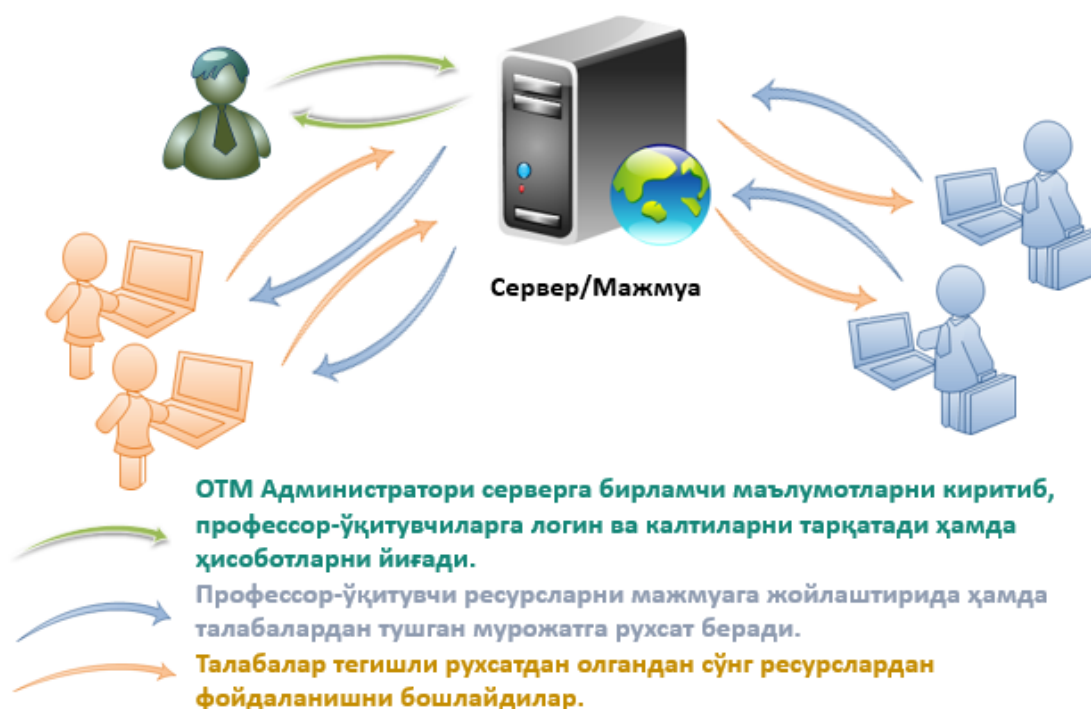 Сервер/Мажмуа
ОТМ Администратори серверга бирламчи маълумотларни киритиб,
профессор-ўқитувчиларга логин ва калтиларни тарқатади ҳамда
ҳисоботларни йиғади.
Профессор-ўқитувчи ресурсларни мажмуага жойлаштирида ҳамда
талабалардан тушган мурожатга рухсат беради.
Талабалар тегишли рухсатдан олгандан сўнг ресурслардан
фойдаланишни бошлайдилар.